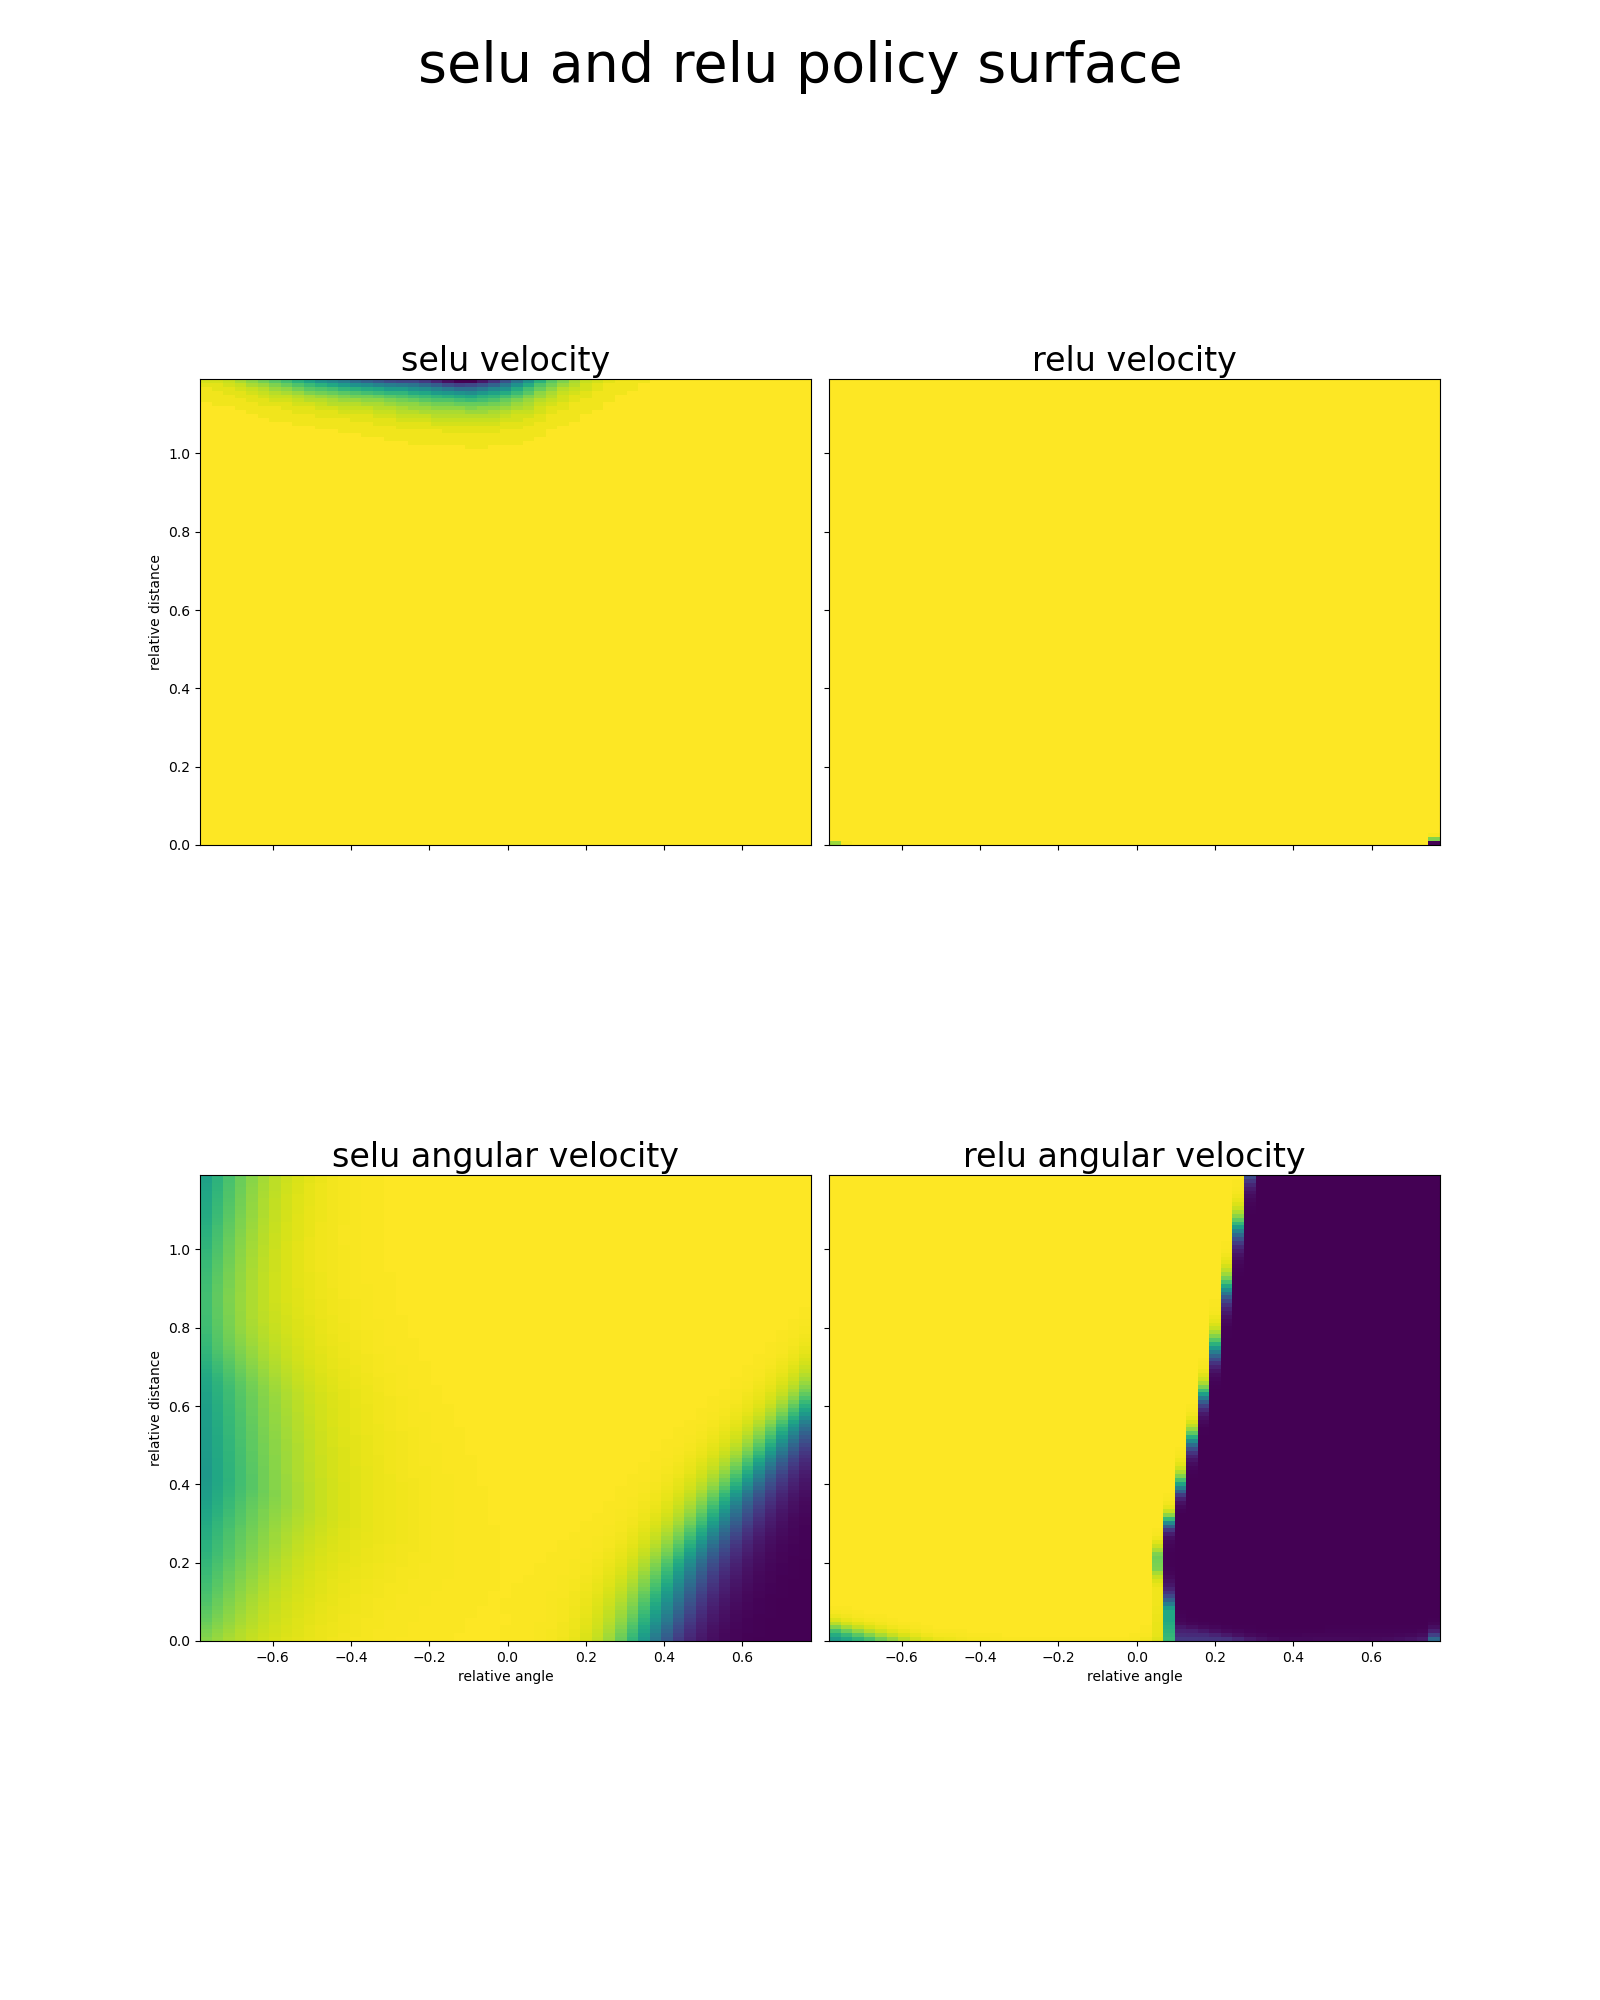 selu and relu policy surface
selu velocity
relu velocity
relative distance
1.0
0.8
0.6
0.4
0.2
0.0
selu angular velocity
relu angular velocity
relative distance
1.0
0.8
0.6
0.4
0.2
0.0
−0.6 −0.4 −0.2 0.0 0.2 0.4 0.6
−0.6 −0.4 −0.2 0.0 0.2 0.4 0.6
relative angle
relative angle